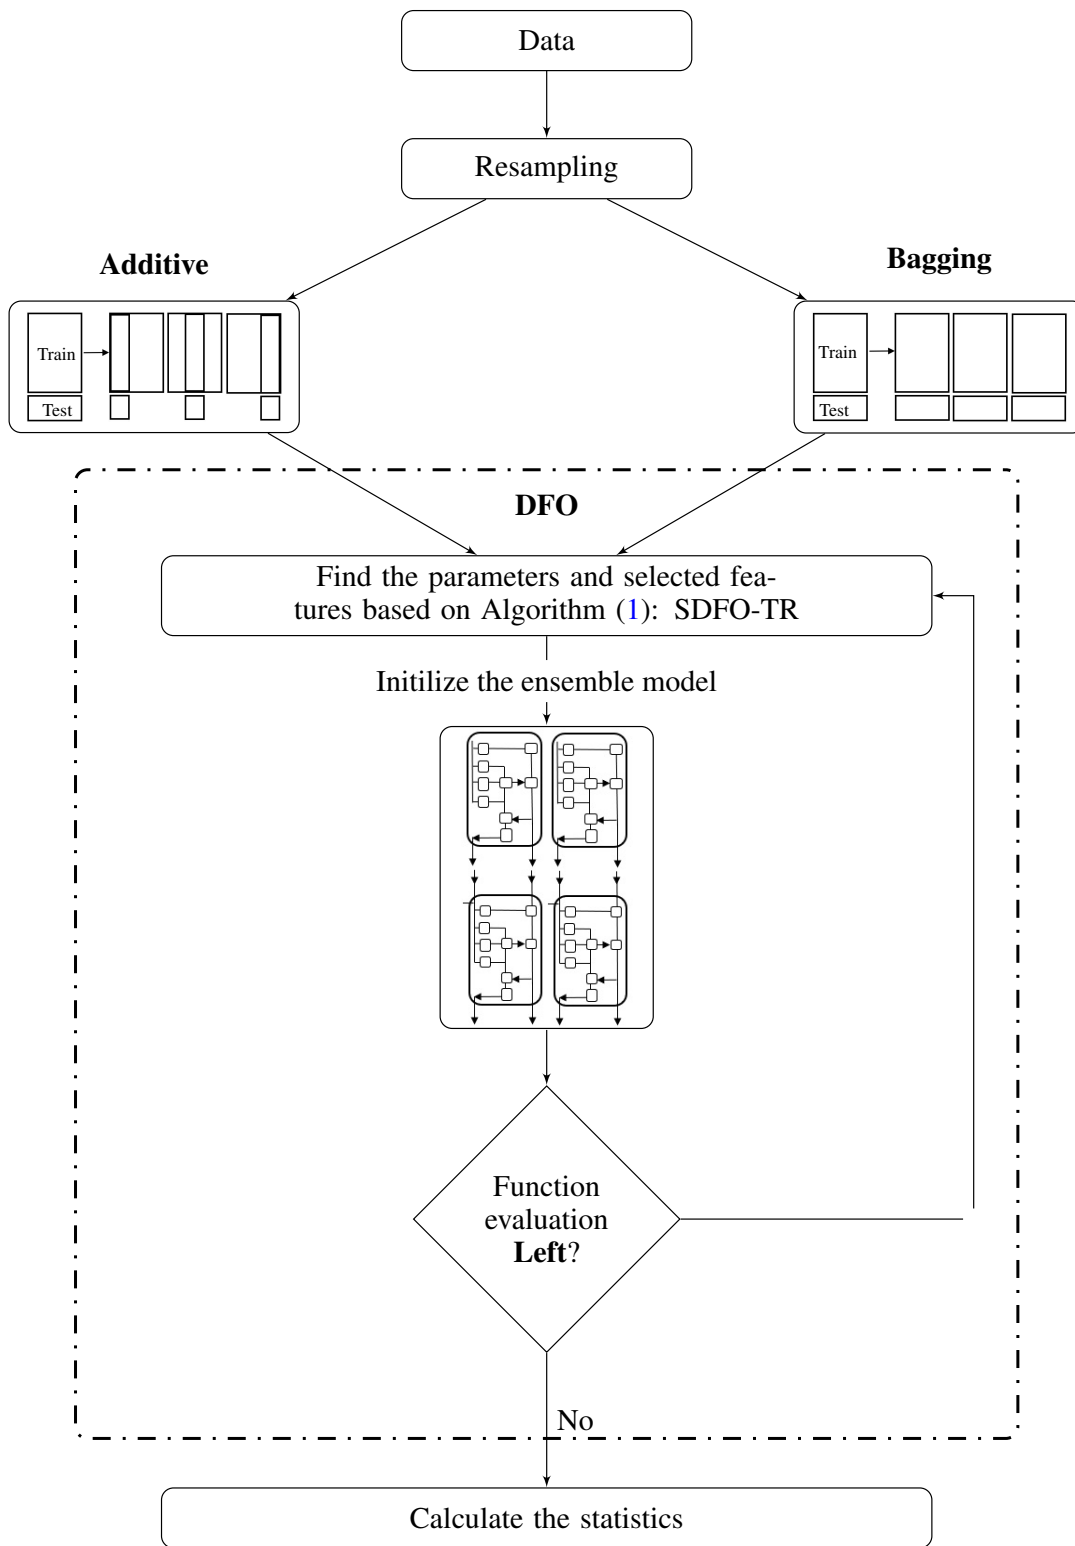 Data
Resampling
Additive
Bagging
Train
Test
Train
Test
DFO
Find the parameters and selected fea-
tures based on Algorithm (1): SDFO-TR
Initilize the ensemble model
Function
evaluation
Left?
No
Calculate the statistics